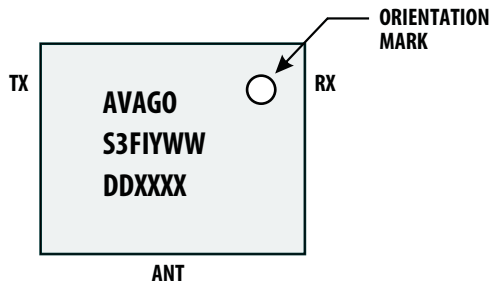 ORIENTATION
MARK
TX
RX
AVAGO
S3FIYWW
DDXXXX
ANT